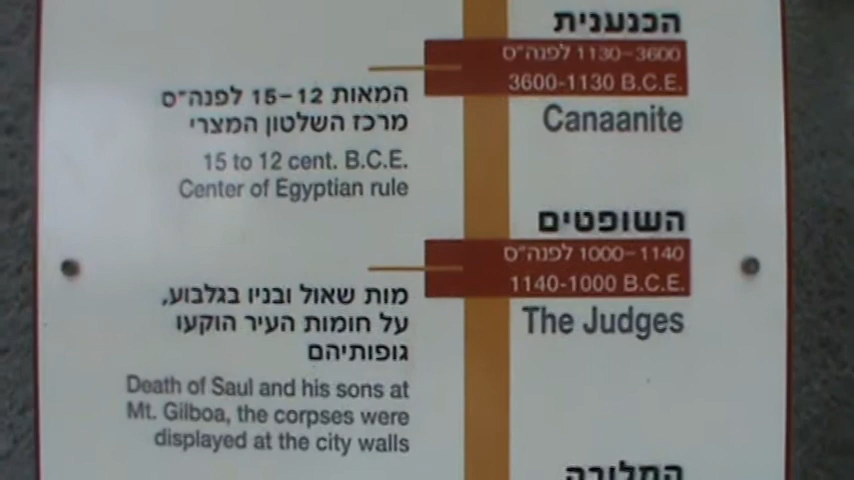 הכנענית
3600–1130 לפנה"ס
3600-1130 B.C.E.
Canaanite
המאות 12–15 לפנה"ס
מרכז השלטון המצרי
15 to 12 cent. B.C.E.
Center of Egyptian rule
השופטים
1140–1000 לפנה"ס
1140-1000 B.C.E.
The Judges
מות שאול ובניו בגלבוע,
על חומות העיר הוקעו
גופותיהם
Death of Saul and his sons at
Mt. Gilboa, the corpses were
displayed at the city walls